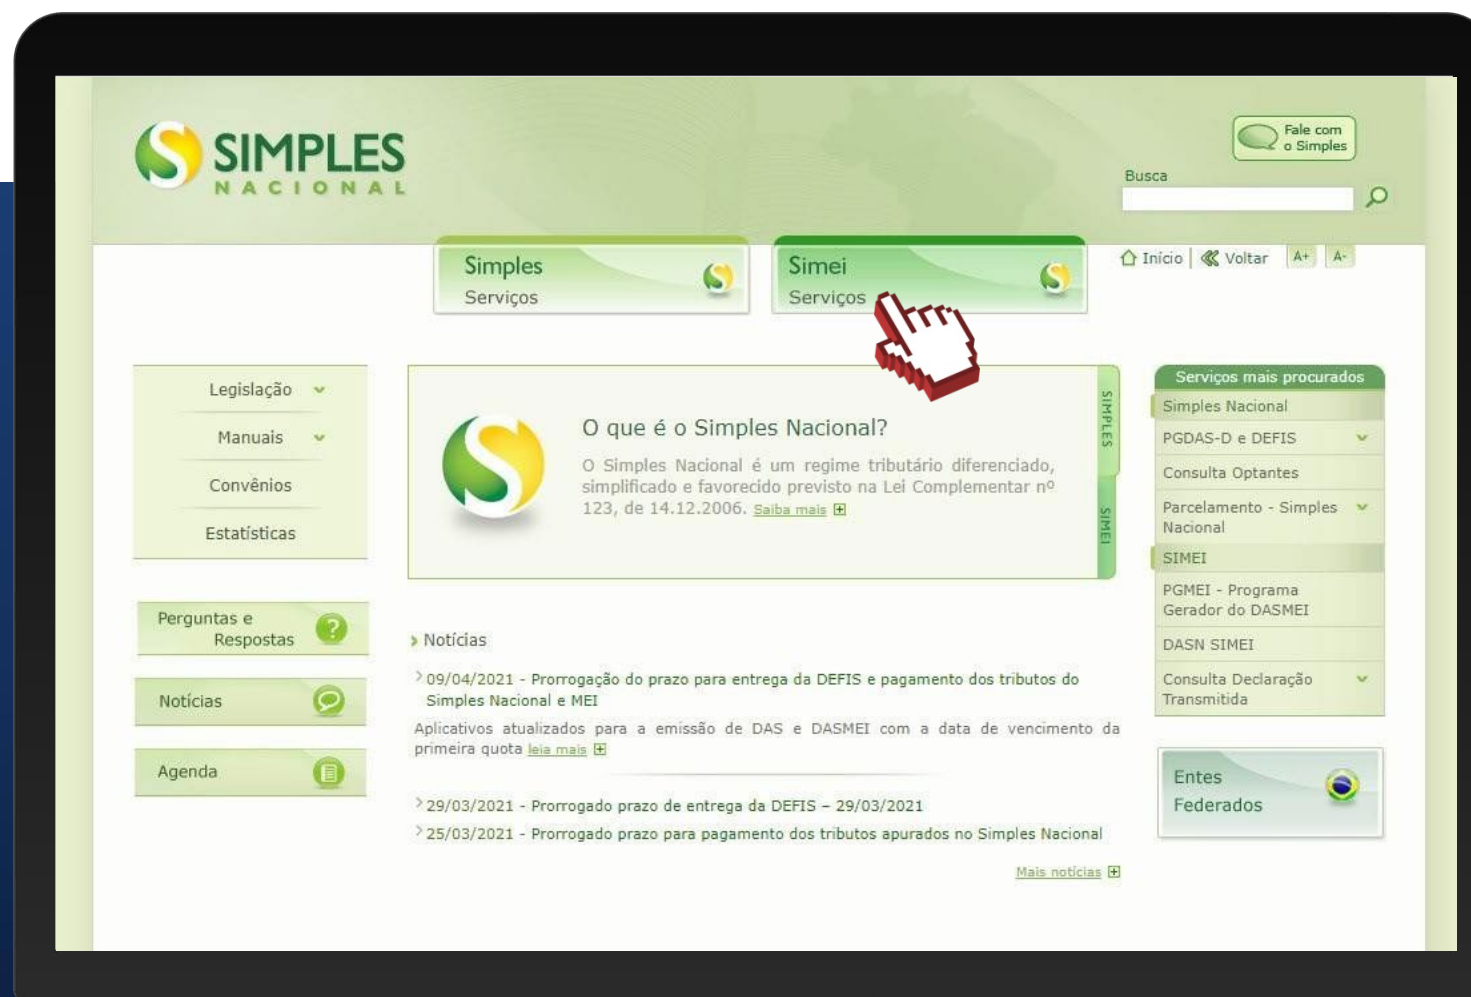 SIMPLES
NACIONAL
Fale com
o Simples
Busca
Simples
Serviços
Simei
Serviços
Início
Voltar
A+
A-
Legislação
Manuais
Convênios
Estatísticas
Perguntas e
Respostas
Notícias
Agenda
O que é o Simples Nacional?
O Simples Nacional é um regime tributário diferenciado,
simplificado e favorecido previsto na Lei Complementar nº
123, de 14.12.2006. Saiba mais
SIMPLES
SIMEI
Notícias
09/04/2021 - Prorrogação do prazo para entrega da DEFIS e pagamento dos tributos do
Simples Nacional e MEI
Aplicativos atualizados para a emissão de DAS e DASMEI com a data de vencimento da
primeira quota leia mais
29/03/2021 - Prorrogado prazo de entrega da DEFIS – 29/03/2021
25/03/2021 - Prorrogado prazo para pagamento dos tributos apurados no Simples Nacional
Mais notícias
Serviços mais procurados
Simples Nacional
PGDAS-D e DEFIS
Consulta Optantes
Parcelamento - Simples
Nacional
SIMEI
PGMEI - Programa
Gerador do DASMEI
DASN SIMEI
Consulta Declaração
Transmitida
Entes
Federados